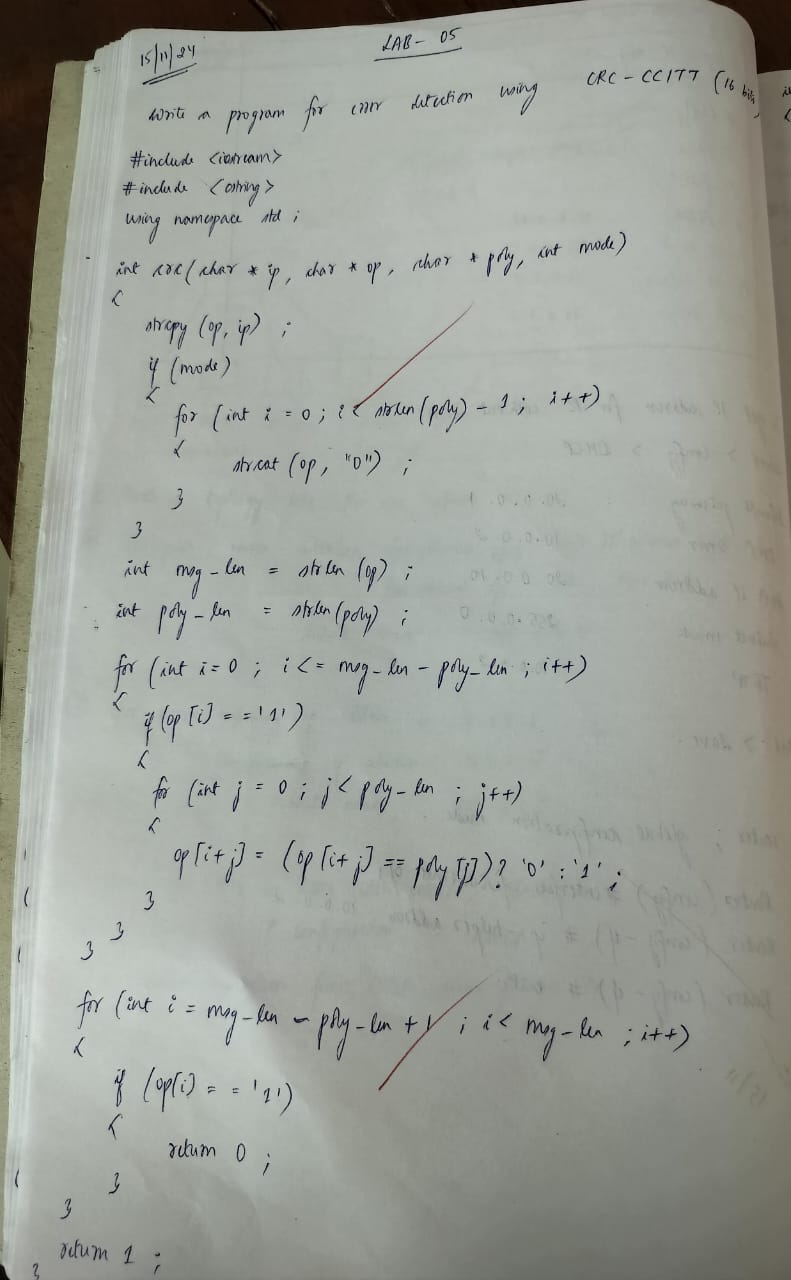 15/11/24
LAB - 05
Write a program for error detection using CRC - CCITT (16 bits
#include <iostream>
#include <cstring>
using namespace std ;
int crc(char * ip, char * op, char * poly, int mode)
{
strcpy (op, ip) ;
if (mode)
{
for (int i = 0 ; i < strlen(poly) - 1 ; i++)
{
strcat (op, "0") ;
}
}
int msg_len = strlen (op) ;
int poly_len = strlen (poly) ;
for (int i = 0 ; i <= msg_len - poly_len ; i++)
{
if (op [i] == '1')
{
for (int j = 0 ; j < poly_len ; j++)
{
op [i+j] = (op [i+j] == poly [j]) ? '0' : '1' ;
}
}
}
for (int i = msg_len - poly_len + 1 ; i < msg_len ; i++)
{
if (op[i] == '1')
{
return 0 ;
}
}
return 1 ;
}